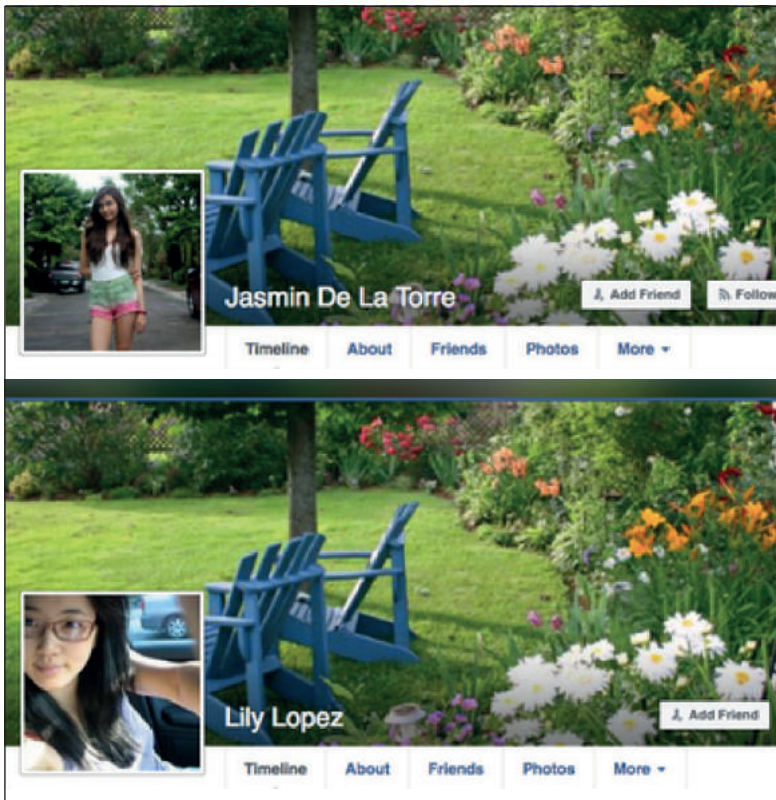 Jasmin De La Torre
Add Friend
Follow
Timeline About Friends Photos More
Lily Lopez
Add Friend
Timeline About Friends Photos More